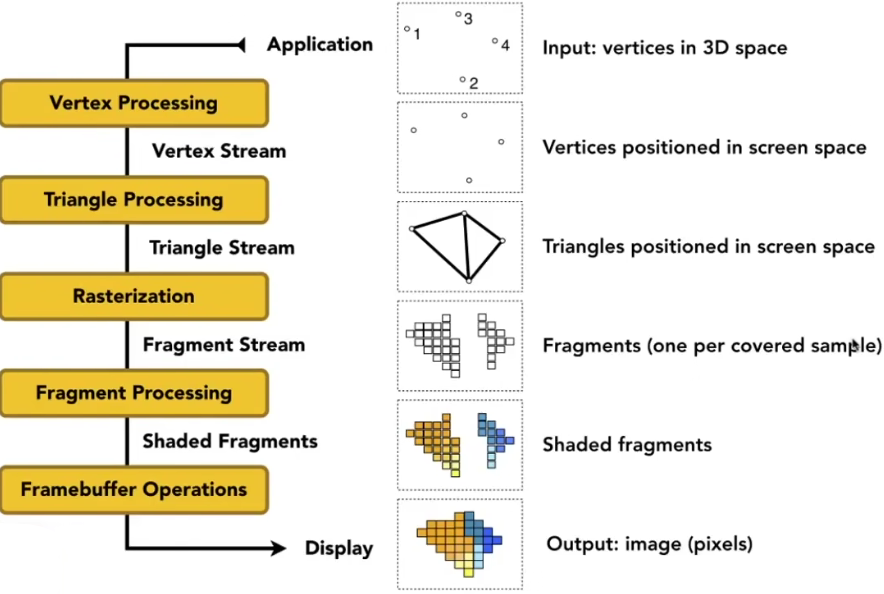 Application
1
3
4
2
Input: vertices in 3D space
Vertex Processing
Vertex Stream
Vertices positioned in screen space
Triangle Processing
Triangle Stream
Triangles positioned in screen space
Rasterization
Fragment Stream
Fragments (one per covered sample)
Fragment Processing
Shaded Fragments
Shaded fragments
Framebuffer Operations
Display
Output: image (pixels)